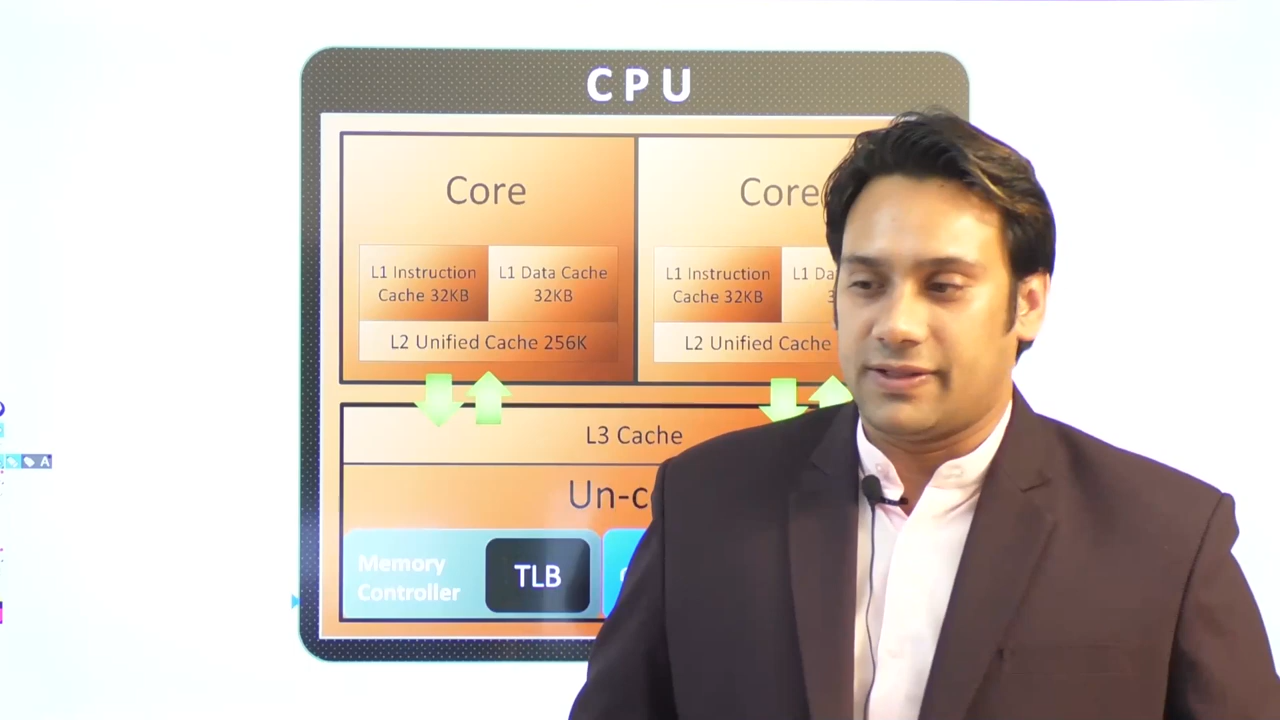 CPU
Core
Core
L1 Instruction
Cache 32KB
L1 Data Cache
32KB
L1 Instruction
Cache 32KB
L2 Unified Cache 256K
L2 Unified Cache
L3 Cache
Memory
Controller
TLB
A